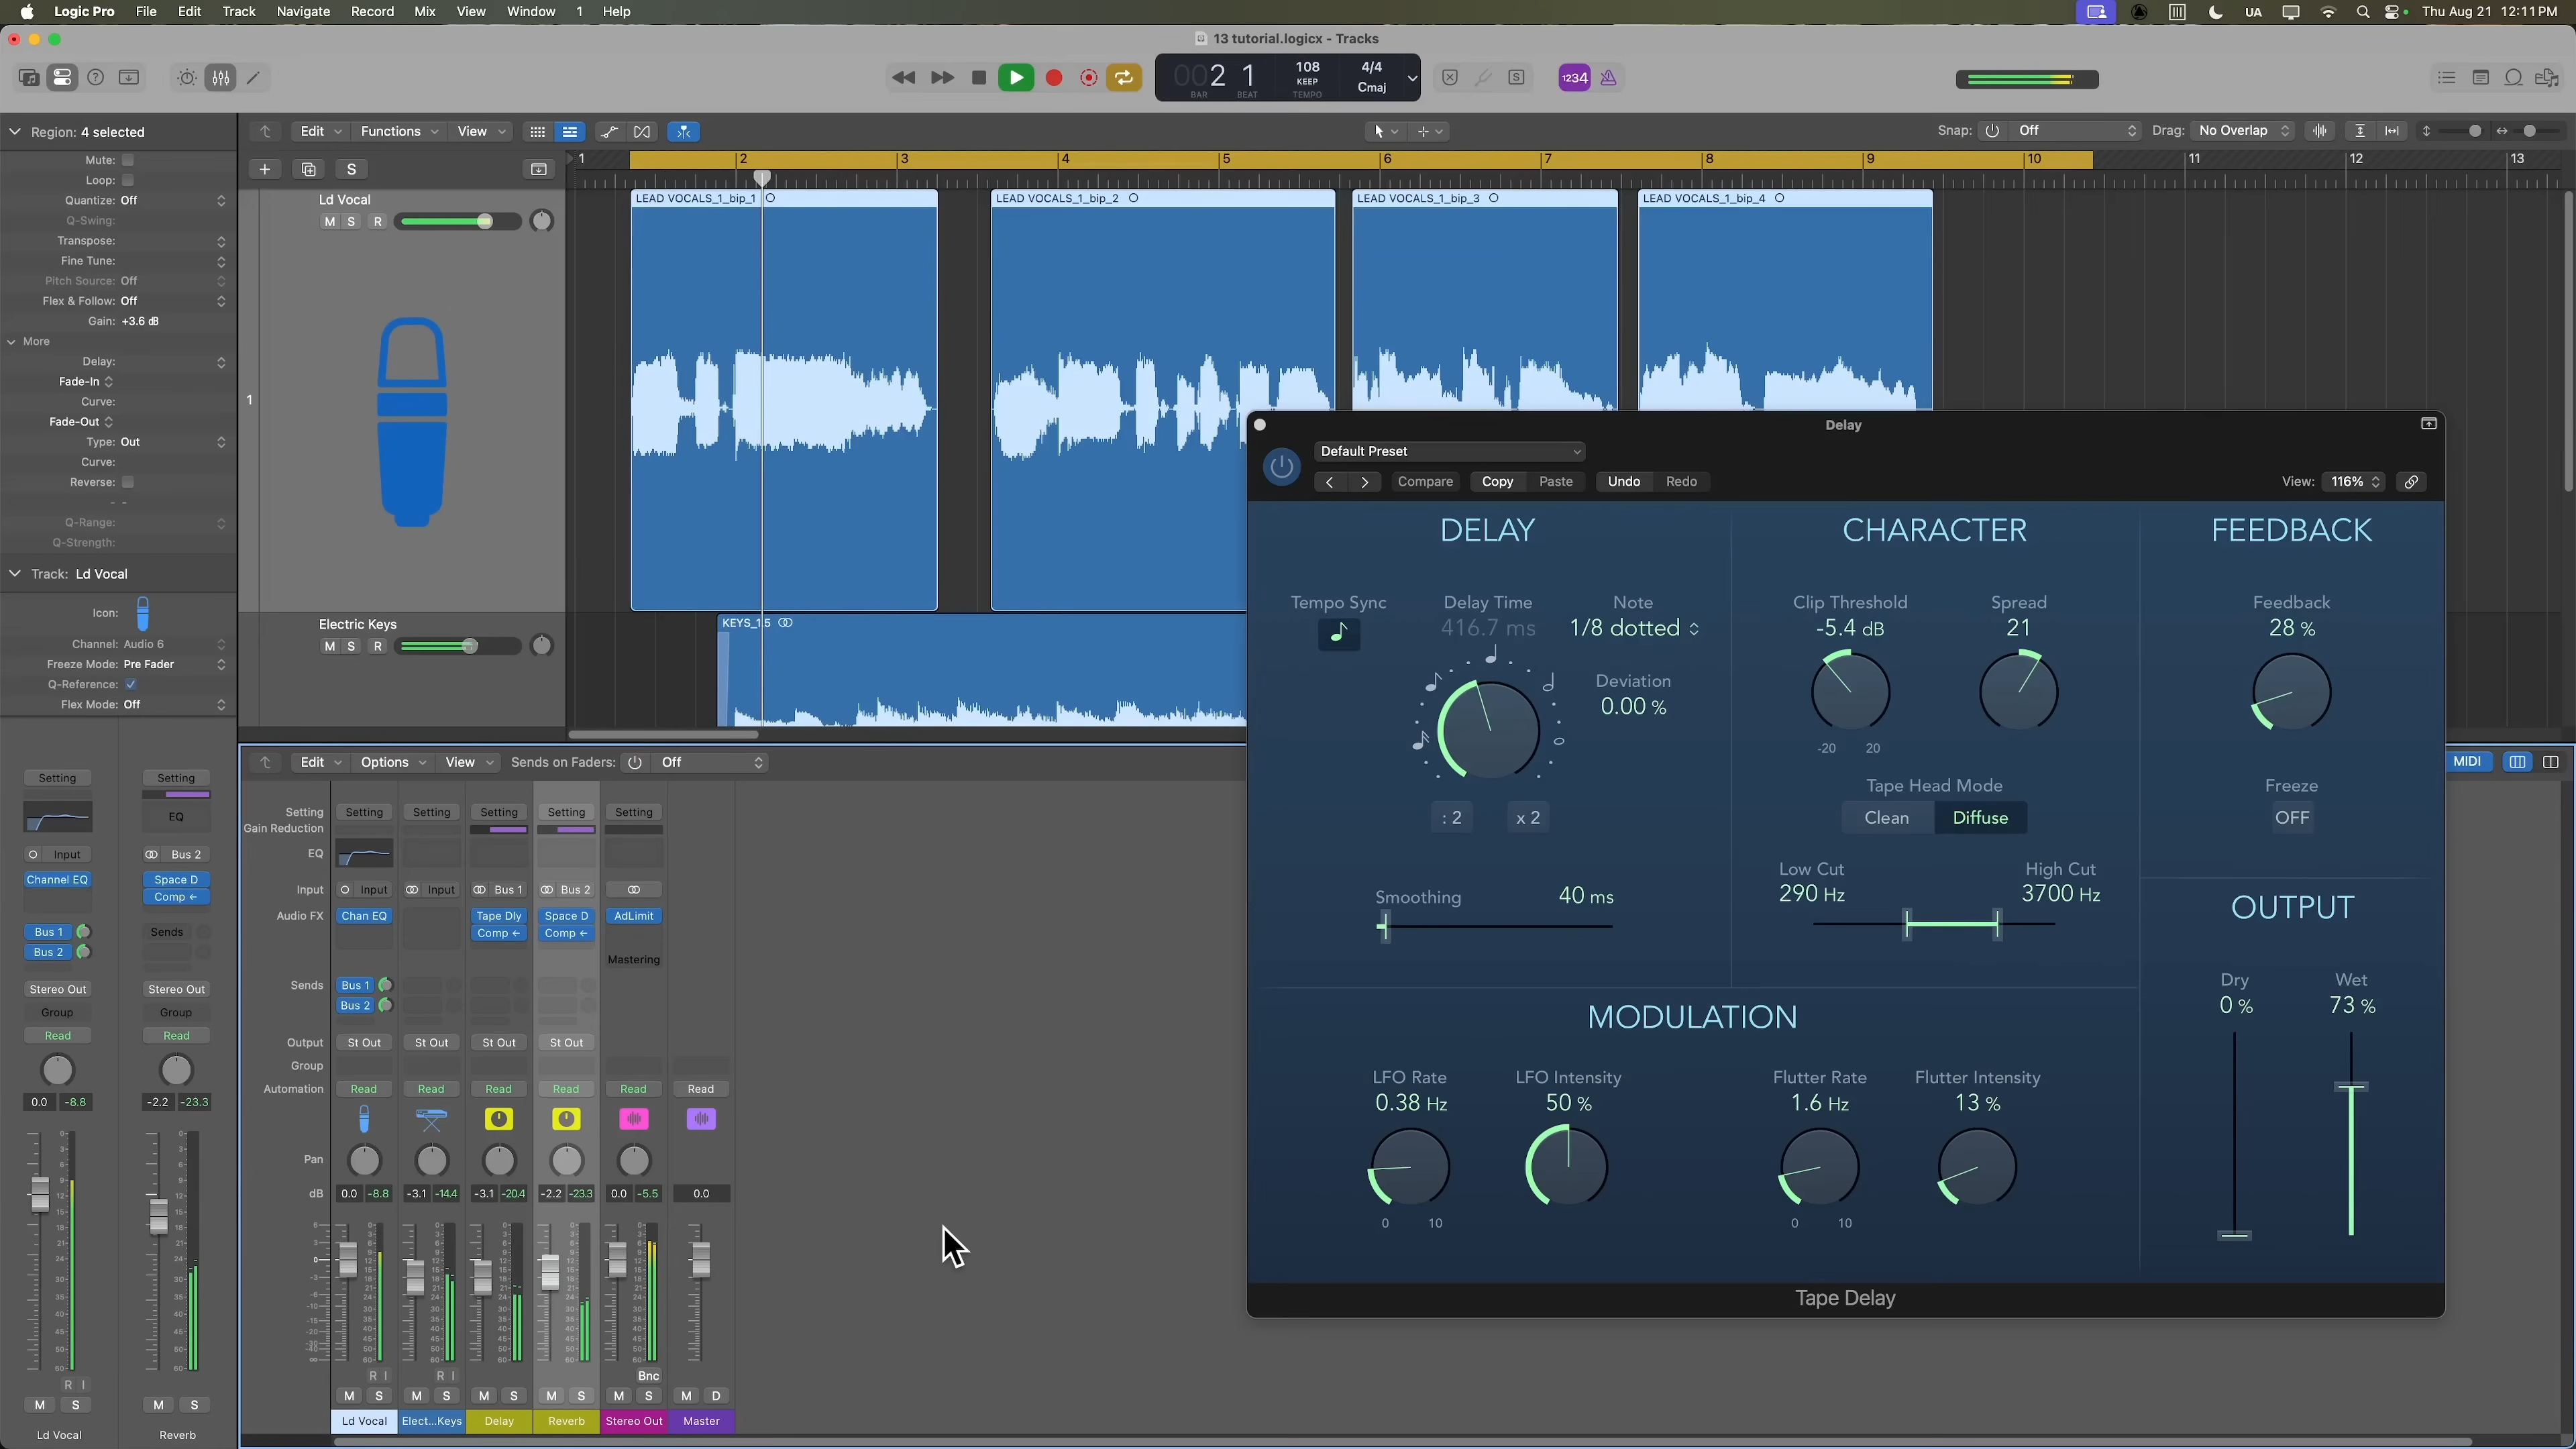 Logic Pro File Edit Track Navigate Record Mix View Window 1 Help
UA Thu Aug 21 12:11 PM
13 tutorial.logicx - Tracks
002 1 108 4/4
KEEP Cmaj
BAR BEAT TEMPO
1234
Region: 4 selected
Edit Functions View
Snap: Off Drag: No Overlap
1 2 3 4 5 6 7 8 9 10 11 12 13
Mute:
Loop:
Quantize: Off
Q-Swing:
Transpose:
Fine Tune:
Pitch Source: Off
Flex & Follow: Off
Gain: +3.6 dB
More
Delay:
Fade-In
Curve:
Fade-Out
Type: Out
Curve:
Reverse:
Q-Range:
Q-Strength:
Track: Ld Vocal
Icon:
Channel: Audio 6
Freeze Mode: Pre Fader
Q-Reference:
Flex Mode: Off
S
1
Ld Vocal
M S R
Electric Keys
M S R
LEAD VOCALS_1_bip_1
LEAD VOCALS_1_bip_2
LEAD VOCALS_1_bip_3
LEAD VOCALS_1_bip_4
KEYS_1.5
Delay
Default Preset
Compare Copy Paste Undo Redo
View: 116%
DELAY
Tempo Sync
Delay Time
416.7 ms
Note
1/8 dotted
Deviation
0.00 %
: 2 x 2
Smoothing 40 ms
CHARACTER
Clip Threshold
-5.4 dB
-20 20
Spread
21
Tape Head Mode
Clean Diffuse
Low Cut
290 Hz
High Cut
3700 Hz
FEEDBACK
Feedback
28 %
Freeze
OFF
OUTPUT
Dry
0 %
Wet
73 %
MODULATION
LFO Rate
0.38 Hz
0 10
LFO Intensity
50 %
Flutter Rate
1.6 Hz
0 10
Flutter Intensity
13 %
Tape Delay
MIDI
Setting Setting
EQ
Input Bus 2
Channel EQ Space D
Comp
Bus 1 Sends
Bus 2
Stereo Out Stereo Out
Group Group
Read Read
0.0 -8.8 -2.2 -23.3
R I
M S M S
Ld Vocal Reverb
Edit Options View Sends on Faders: Off
Setting Setting Setting Setting Setting Setting
Gain Reduction
EQ
Input Input Input Bus 1 Bus 2
Audio FX Chan EQ Tape Dly Space D AdLimit
Comp Comp
Mastering
Sends Bus 1
Bus 2
Output St Out St Out St Out St Out
Group
Automation Read Read Read Read Read Read
Pan
dB 0.0 -8.8 -3.1 -14.4 -3.1 -20.4 -2.2 -23.3 0.0 -5.5 0.0
R I R I Bnc
M S M S M S M S M S M D
Ld Vocal Elect...Keys Delay Reverb Stereo Out Master